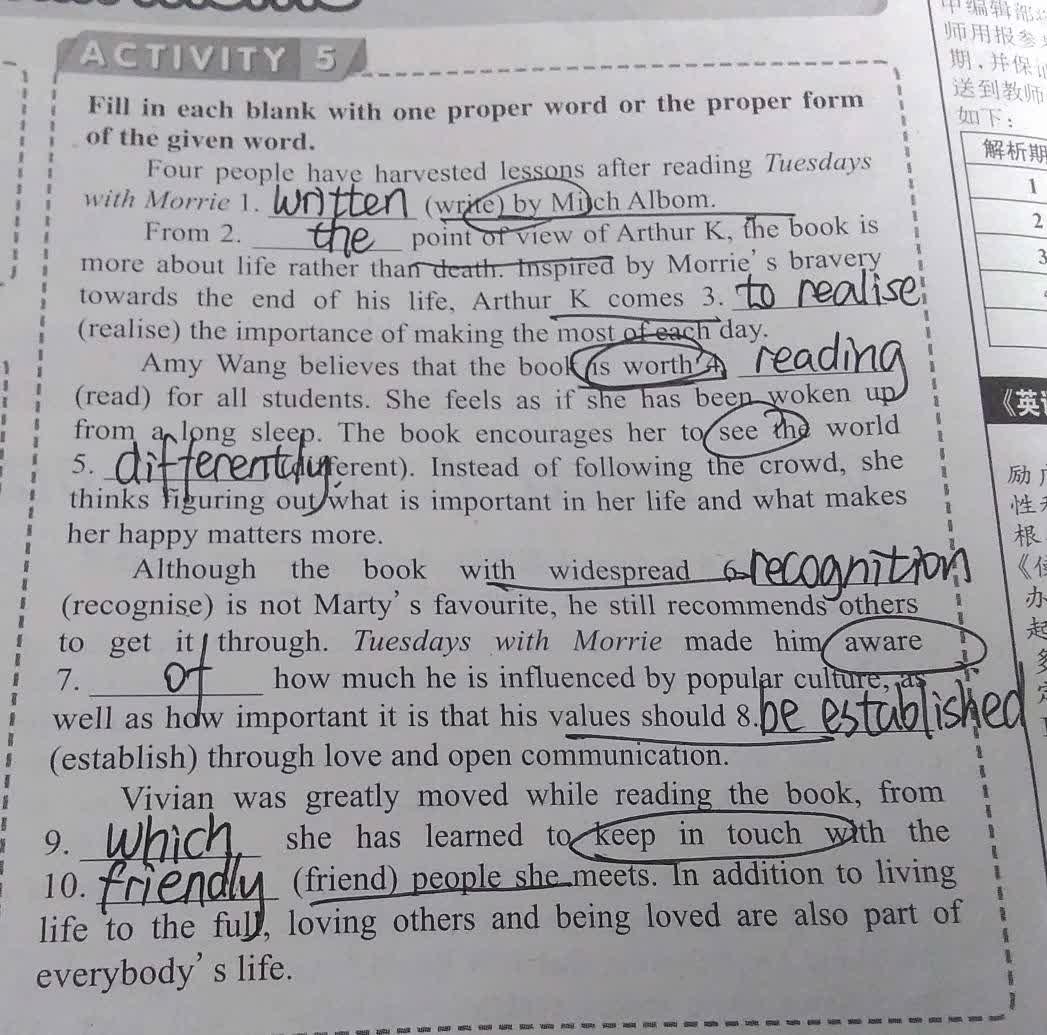 ACTIVITY 5
Fill in each blank with one proper word or the proper form
of the given word.
Four people have harvested lessons after reading Tuesdays
with Morrie 1. written (write) by Mitch Albom.
From 2. the point of view of Arthur K, the book is
more about life rather than death. Inspired by Morrie's bravery
towards the end of his life, Arthur K comes 3. to realise
(realise) the importance of making the most of each day.
Amy Wang believes that the book is worth 4. reading
(read) for all students. She feels as if she has been woken up
from a long sleep. The book encourages her to see the world
5. differently ferent). Instead of following the crowd, she
thinks figuring out what is important in her life and what makes
her happy matters more.
Although the book with widespread 6. recognition
(recognise) is not Marty's favourite, he still recommends others
to get it through. Tuesdays with Morrie made him aware
7. of how much he is influenced by popular culture, as
well as how important it is that his values should 8. be established
(establish) through love and open communication.
Vivian was greatly moved while reading the book, from
9. which she has learned to keep in touch with the
10. friendly (friend) people she meets. In addition to living
life to the full, loving others and being loved are also part of
everybody's life.
中编辑部
师用报参
期,并保
送到教师
如下:
解析期
1
2
3
《英语
励
性
根
《
办
起
多
定